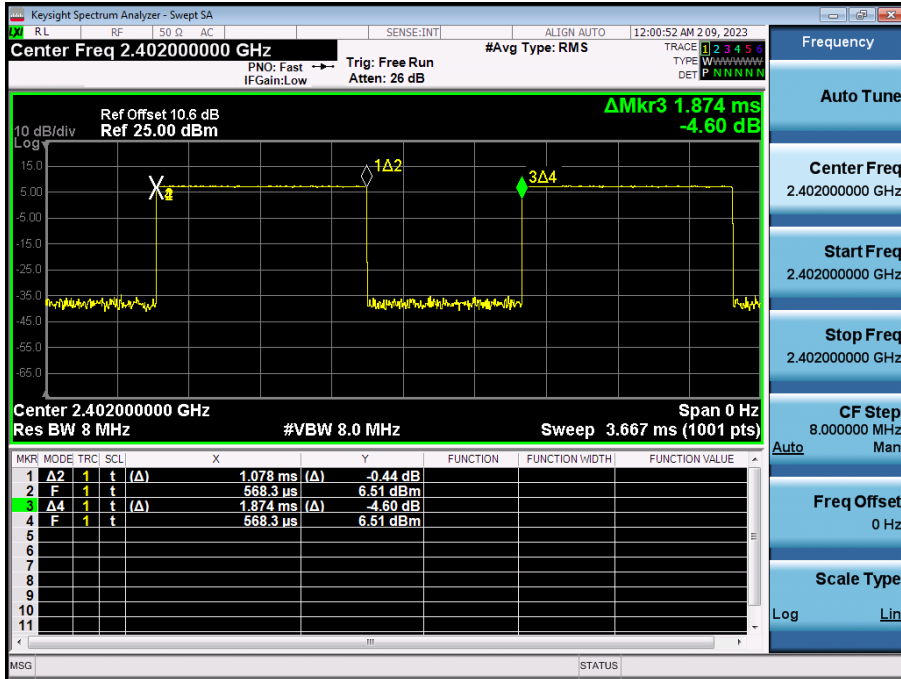 Keysight Spectrum Analyzer - Swept SA
LXI RL RF 50 Ω AC SENSE:INT ALIGN AUTO 12:00:52 AM 2 09, 2023
Center Freq 2.402000000 GHz
PNO: Fast
IFGain:Low
Trig: Free Run
Atten: 26 dB
#Avg Type: RMS
TRACE 1 2 3 4 5 6
TYPE WWWWWW
DET P N N N N N
ΔMkr3 1.874 ms
-4.60 dB
Ref Offset 10.6 dB
10 dB/div Ref 25.00 dBm
Log
15.0
5.00
-5.00
-15.0
-25.0
-35.0
-45.0
-55.0
-65.0
X
1Δ2
3Δ4
Center 2.402000000 GHz Span 0 Hz
Res BW 8 MHz #VBW 8.0 MHz Sweep 3.667 ms (1001 pts)
MKR MODE TRC SCL X Y FUNCTION FUNCTION WIDTH FUNCTION VALUE
1 Δ2 1 t (Δ) 1.078 ms (Δ) -0.44 dB
2 F 1 t 568.3 µs 6.51 dBm
3 Δ4 1 t (Δ) 1.874 ms (Δ) -4.60 dB
4 F 1 t 568.3 µs 6.51 dBm
5
6
7
8
9
10
11
MSG STATUS
Frequency
Auto Tune
Center Freq
2.402000000 GHz
Start Freq
2.402000000 GHz
Stop Freq
2.402000000 GHz
CF Step
8.000000 MHz
Auto Man
Freq Offset
0 Hz
Scale Type
Log Lin